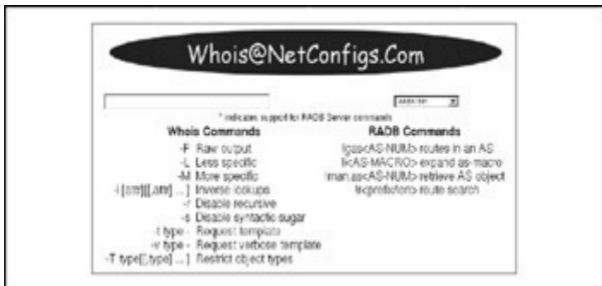 Whois@NetConfigs.Com
* indicates support for RADB Server commands
Whois Commands
-F Raw output
-L Less specific
-M More specific
-i [attr][[,attr] ...] Inverse lookups
-r Disable recursive
-s Disable syntactic sugar
-t type - Request template
-v type - Request verbose template
-T type[[,type] ...] Restrict object types
RADB Commands
!gas<AS-NUM> routes in an AS
!i<AS-MACRO> expand as-macro
!man,as<AS-NUM> retrieve AS object
route search